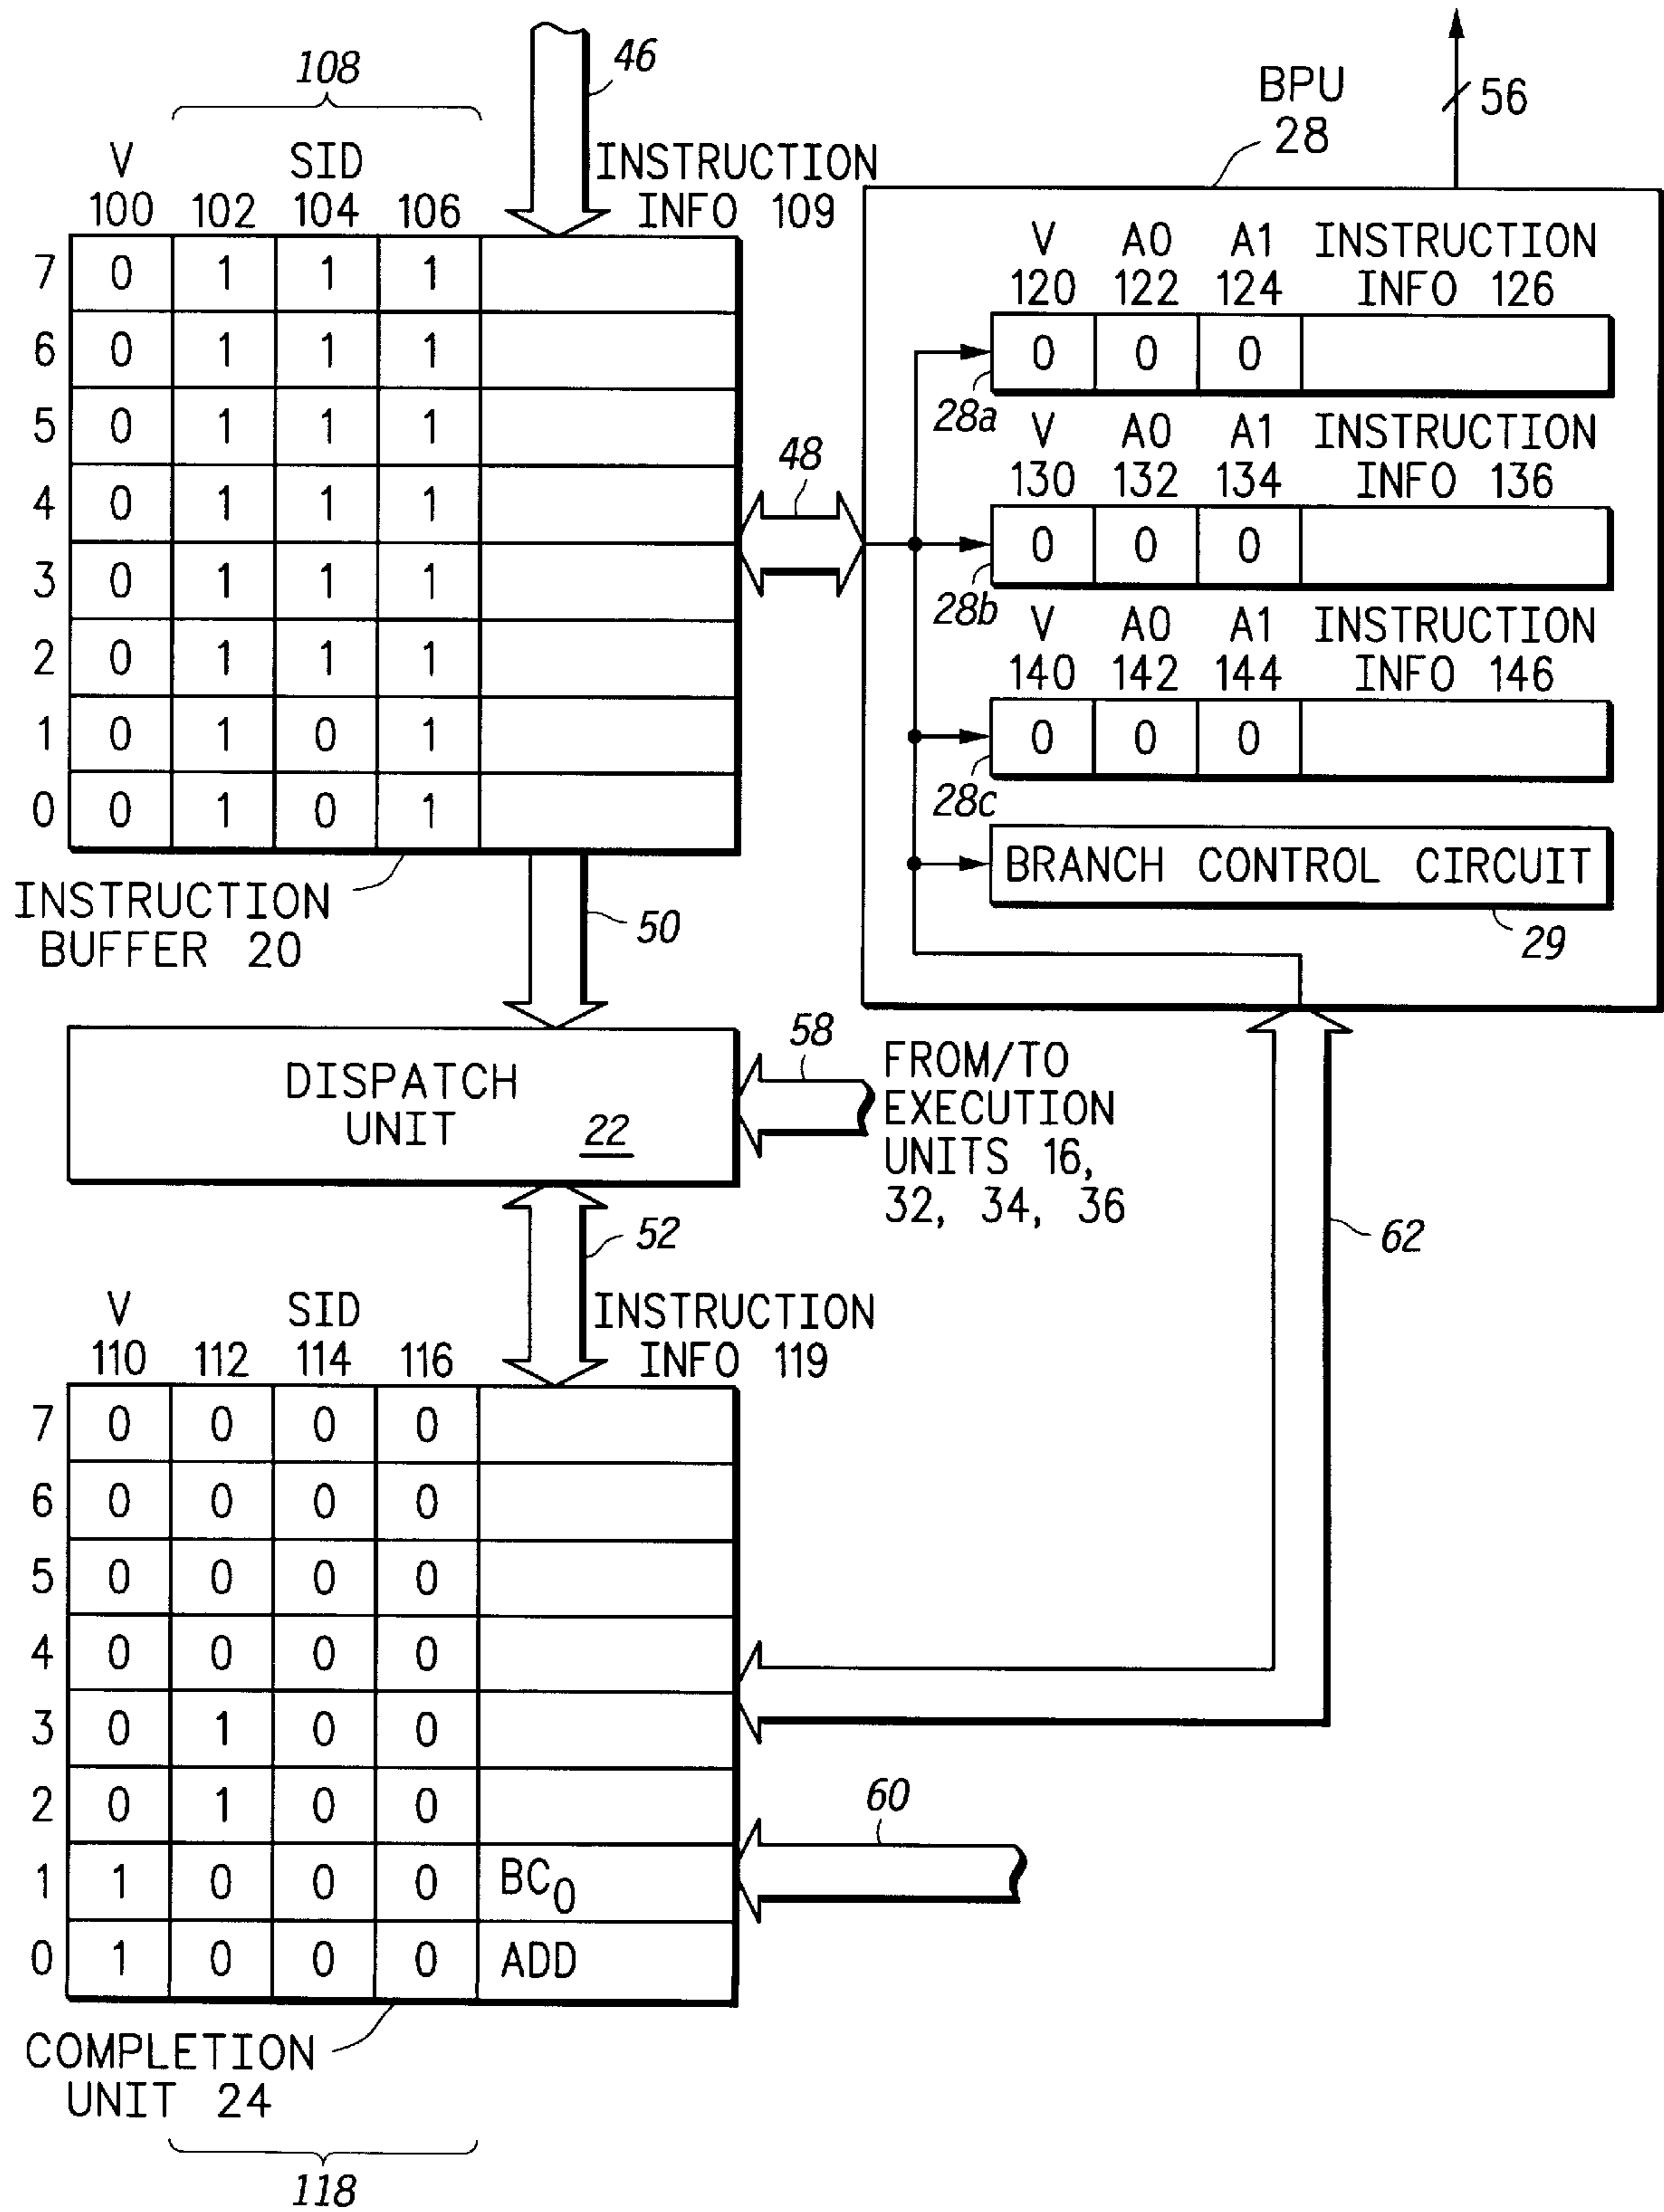 108
46
V
SID
INSTRUCTION
INFO 109
100 102 104 106
7 0 1 1 1
6 0 1 1 1
5 0 1 1 1
4 0 1 1 1
3 0 1 1 1
2 0 1 1 1
1 0 1 0 1
0 0 1 0 1
INSTRUCTION
BUFFER 20
50
48
BPU
28
56
V A0 A1 INSTRUCTION
120 122 124 INFO 126
0 0 0
28a
V A0 A1 INSTRUCTION
130 132 134 INFO 136
0 0 0
28b
V A0 A1 INSTRUCTION
140 142 144 INFO 146
0 0 0
28c
BRANCH CONTROL CIRCUIT
29
DISPATCH
UNIT 22
58
FROM/TO
EXECUTION
UNITS 16,
32, 34, 36
52
62
V
SID
INSTRUCTION
INFO 119
110 112 114 116
7 0 0 0 0
6 0 0 0 0
5 0 0 0 0
4 0 0 0 0
3 0 1 0 0
2 0 1 0 0
1 1 0 0 0 BC0
0 1 0 0 0 ADD
60
COMPLETION
UNIT 24
118